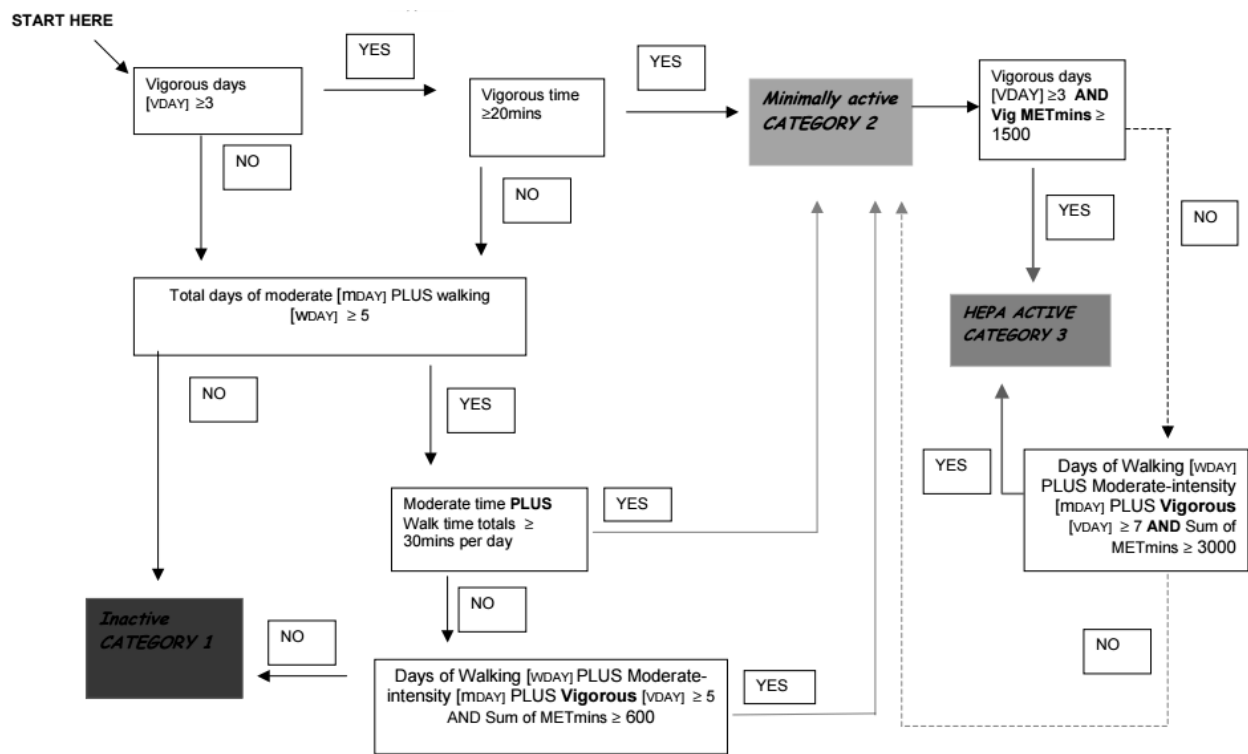 START HERE
YES
YES
Vigorous days
[VDAY] ≥3
Vigorous time
≥20mins
Minimally active
CATEGORY 2
Vigorous days
[VDAY] ≥3 AND
Vig METmins ≥
1500
NO
NO
YES
NO
Total days of moderate [mDAY] PLUS walking
[wDAY] ≥ 5
HEPA ACTIVE
CATEGORY 3
NO
YES
YES
Days of Walking [WDAY]
PLUS Moderate-intensity
[mDAY] PLUS Vigorous
[VDAY] ≥ 7 AND Sum of
METmins ≥ 3000
Moderate time PLUS
Walk time totals ≥
30mins per day
YES
NO
NO
Inactive
CATEGORY 1
NO
Days of Walking [WDAY] PLUS Moderate-
intensity [mDAY] PLUS Vigorous [VDAY] ≥ 5
AND Sum of METmins ≥ 600
YES